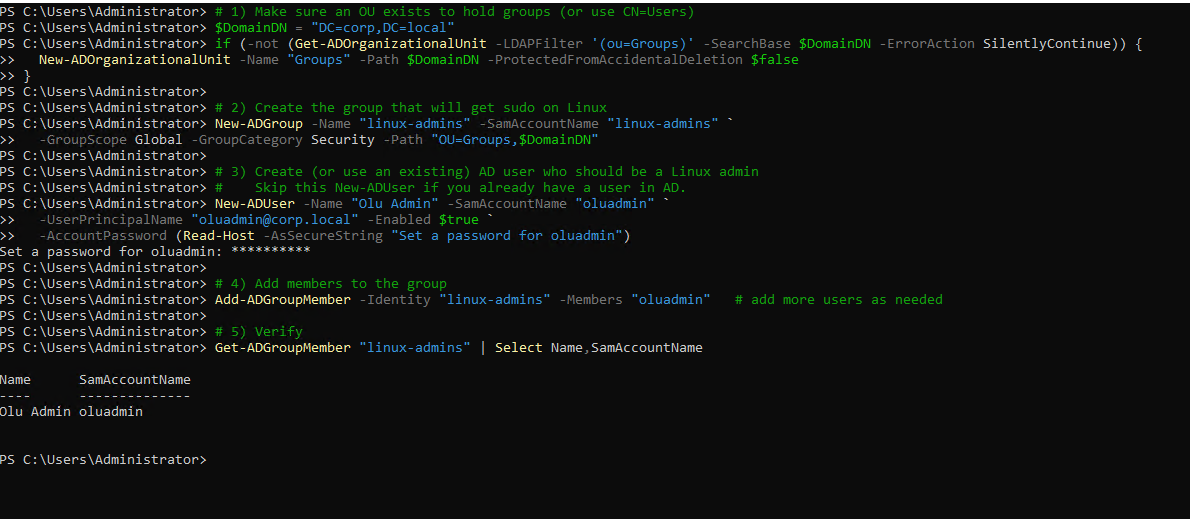 PS C:\Users\Administrator> # 1) Make sure an OU exists to hold groups (or use CN=Users)
PS C:\Users\Administrator> $DomainDN = "DC=corp,DC=local"
PS C:\Users\Administrator> if (-not (Get-ADOrganizationalUnit -LDAPFilter '(ou=Groups)' -SearchBase $DomainDN -ErrorAction SilentlyContinue)) {
>>   New-ADOrganizationalUnit -Name "Groups" -Path $DomainDN -ProtectedFromAccidentalDeletion $false
>> }
PS C:\Users\Administrator>
PS C:\Users\Administrator> # 2) Create the group that will get sudo on Linux
PS C:\Users\Administrator> New-ADGroup -Name "linux-admins" -SamAccountName "linux-admins" `
>>   -GroupScope Global -GroupCategory Security -Path "OU=Groups,$DomainDN"
PS C:\Users\Administrator>
PS C:\Users\Administrator> # 3) Create (or use an existing) AD user who should be a Linux admin
PS C:\Users\Administrator> #    Skip this New-ADUser if you already have a user in AD.
PS C:\Users\Administrator> New-ADUser -Name "Olu Admin" -SamAccountName "oluadmin" `
>>   -UserPrincipalName "oluadmin@corp.local" -Enabled $true `
>>   -AccountPassword (Read-Host -AsSecureString "Set a password for oluadmin")
Set a password for oluadmin: **********
PS C:\Users\Administrator>
PS C:\Users\Administrator> # 4) Add members to the group
PS C:\Users\Administrator> Add-ADGroupMember -Identity "linux-admins" -Members "oluadmin"   # add more users as needed
PS C:\Users\Administrator>
PS C:\Users\Administrator> # 5) Verify
PS C:\Users\Administrator> Get-ADGroupMember "linux-admins" | Select Name,SamAccountName
Name      SamAccountName
----      --------------
Olu Admin oluadmin
PS C:\Users\Administrator>